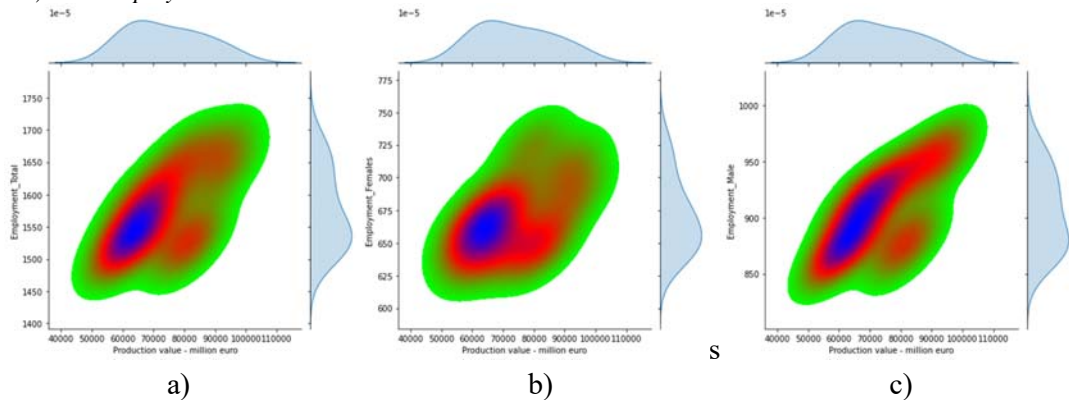 1e−5
1e−5
1e−5
1750
1700
1650
1600
1550
1500
1450
1400
Employment_Total
40000 50000 60000 70000 80000 90000 100000 110000
Production value - million euro
775
750
725
700
675
650
625
600
Employment_Females
40000 50000 60000 70000 80000 90000 100000 110000
Production value - million euro
s
1000
950
900
850
Employment_Male
40000 50000 60000 70000 80000 90000 100000 110000
Production value - million euro
a)
b)
c)